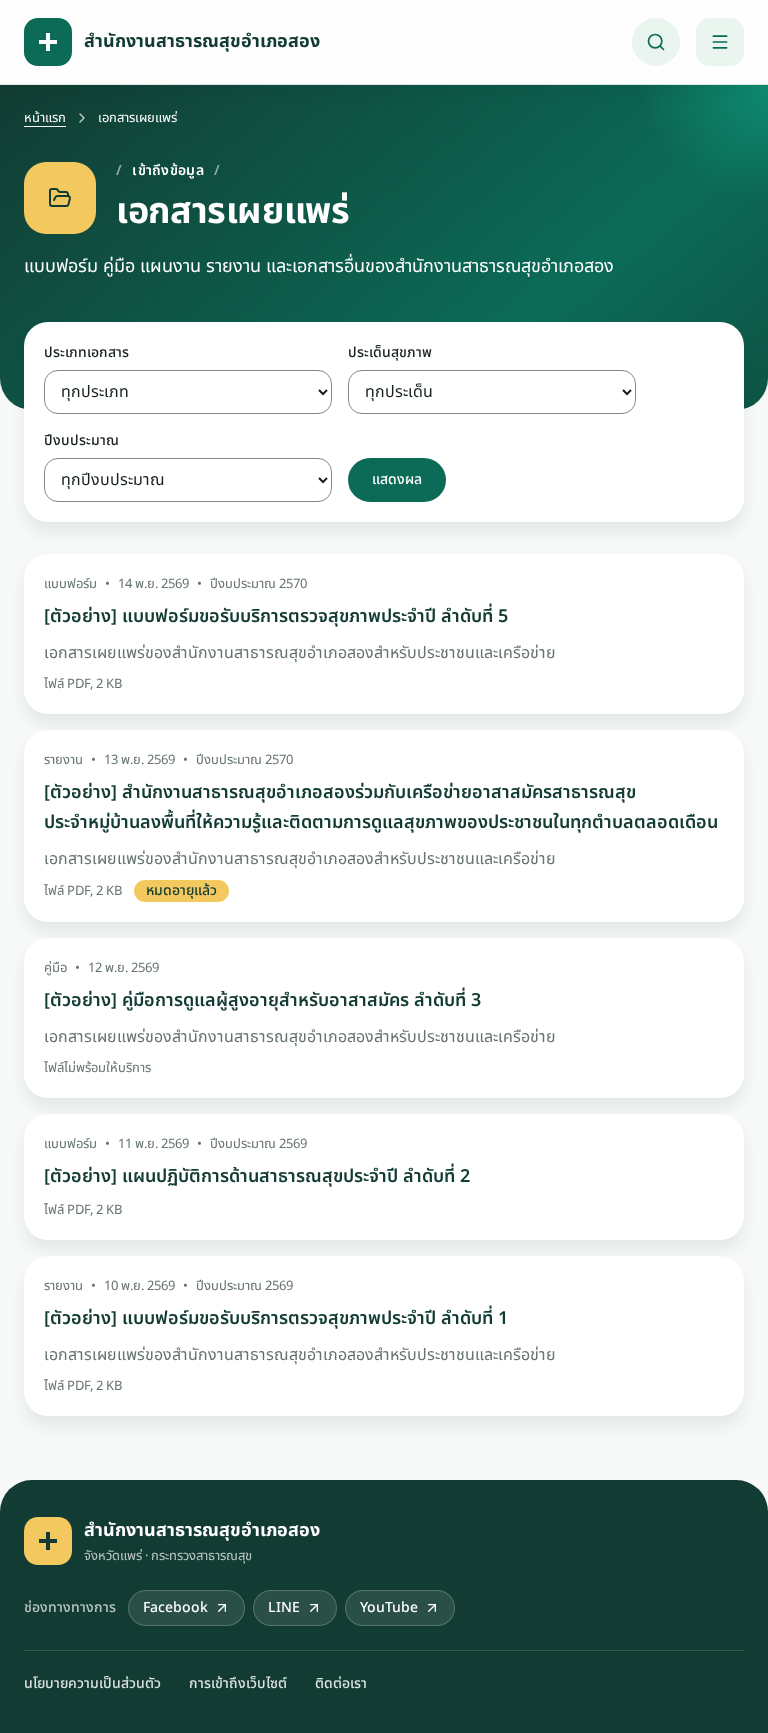 สำนักงานสาธารณสุขอำเภอสอง
หน้าแรก > เอกสารเผยแพร่
/ เข้าถึงข้อมูล /
เอกสารเผยแพร่
แบบฟอร์ม คู่มือ แผนงาน รายงาน และเอกสารอื่นของสำนักงานสาธารณสุขอำเภอสอง
ประเภทเอกสาร ประเด็นสุขภาพ
ทุกประเภท ทุกประเด็น
ปีงบประมาณ
ทุกปีงบประมาณ แสดงผล
แบบฟอร์ม • 14 พ.ย. 2569 • ปีงบประมาณ 2570
[ตัวอย่าง] แบบฟอร์มขอรับบริการตรวจสุขภาพประจำปี ลำดับที่ 5
เอกสารเผยแพร่ของสำนักงานสาธารณสุขอำเภอสองสำหรับประชาชนและเครือข่าย
ไฟล์ PDF, 2 KB
รายงาน • 13 พ.ย. 2569 • ปีงบประมาณ 2570
[ตัวอย่าง] สำนักงานสาธารณสุขอำเภอสองร่วมกับเครือข่ายอาสาสมัครสาธารณสุข
ประจำหมู่บ้านลงพื้นที่ให้ความรู้และติดตามการดูแลสุขภาพของประชาชนในทุกตำบลตลอดเดือน
เอกสารเผยแพร่ของสำนักงานสาธารณสุขอำเภอสองสำหรับประชาชนและเครือข่าย
ไฟล์ PDF, 2 KB หมดอายุแล้ว
คู่มือ • 12 พ.ย. 2569
[ตัวอย่าง] คู่มือการดูแลผู้สูงอายุสำหรับอาสาสมัคร ลำดับที่ 3
เอกสารเผยแพร่ของสำนักงานสาธารณสุขอำเภอสองสำหรับประชาชนและเครือข่าย
ไฟล์ไม่พร้อมให้บริการ
แบบฟอร์ม • 11 พ.ย. 2569 • ปีงบประมาณ 2569
[ตัวอย่าง] แผนปฏิบัติการด้านสาธารณสุขประจำปี ลำดับที่ 2
ไฟล์ PDF, 2 KB
รายงาน • 10 พ.ย. 2569 • ปีงบประมาณ 2569
[ตัวอย่าง] แบบฟอร์มขอรับบริการตรวจสุขภาพประจำปี ลำดับที่ 1
เอกสารเผยแพร่ของสำนักงานสาธารณสุขอำเภอสองสำหรับประชาชนและเครือข่าย
ไฟล์ PDF, 2 KB
สำนักงานสาธารณสุขอำเภอสอง
จังหวัดแพร่ · กระทรวงสาธารณสุข
ช่องทางทางการ Facebook LINE YouTube
นโยบายความเป็นส่วนตัว การเข้าถึงเว็บไซต์ ติดต่อเรา